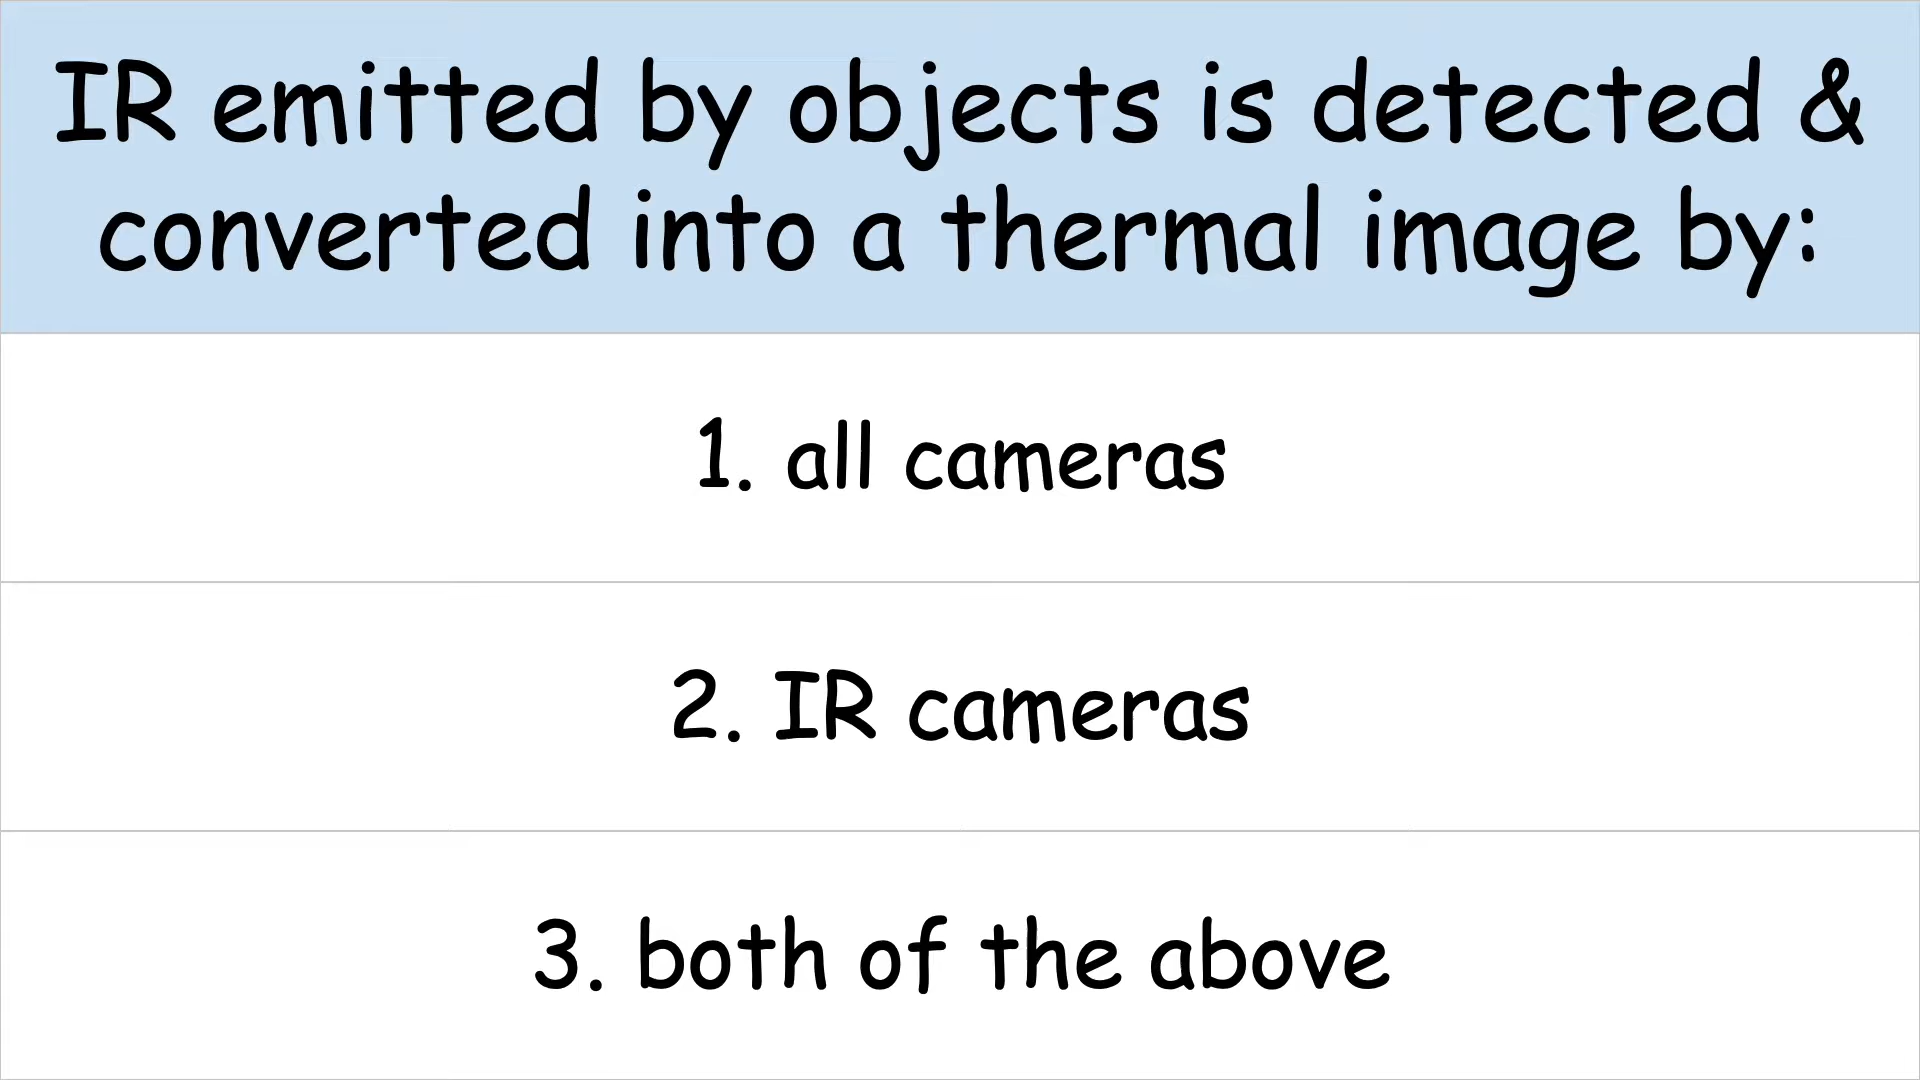 IR emitted by objects is detected &
converted into a thermal image by:
1. all cameras
2. IR cameras
3. both of the above